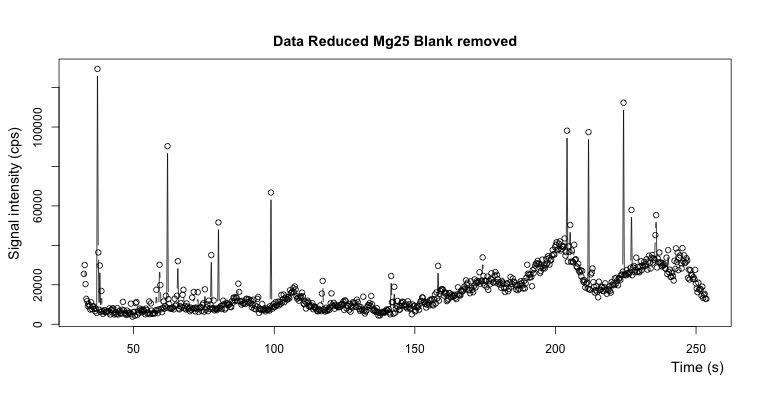 Data Reduced Mg25 Blank removed
Signal intensity (cps)
100000
60000
20000
0
50 100 150 200 250
Time (s)